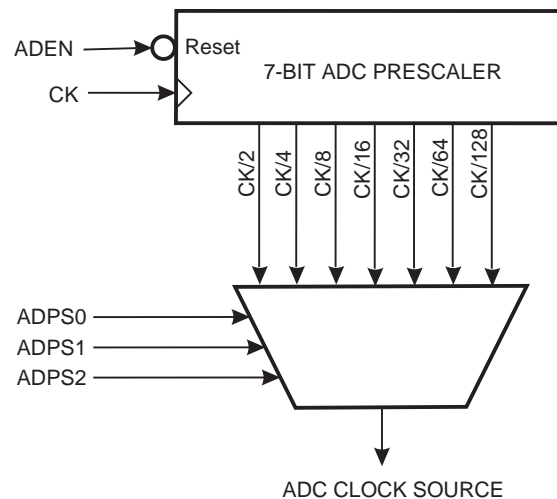 ADEN
Reset
7-BIT ADC PRESCALER
CK
CK/2
CK/4
CK/8
CK/16
CK/32
CK/64
CK/128
ADPS0
ADPS1
ADPS2
ADC CLOCK SOURCE